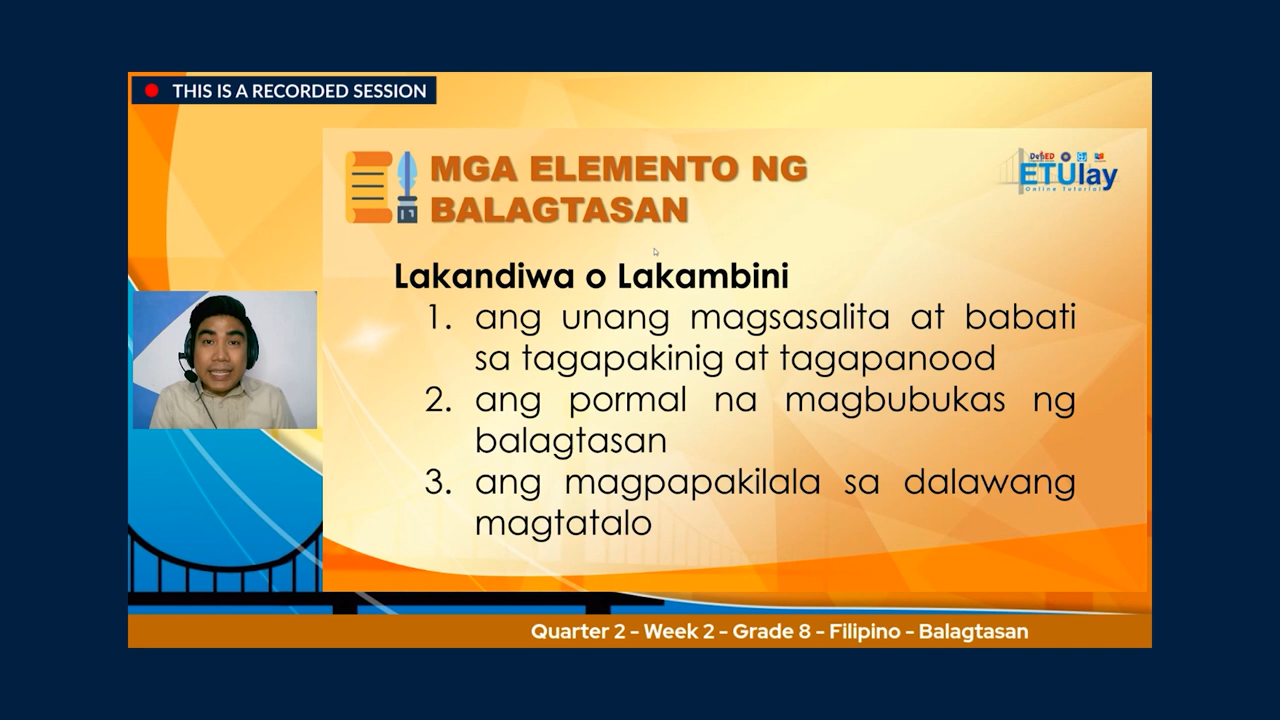 THIS IS A RECORDED SESSION
MGA ELEMENTO NG
BALAGTASAN
DepED
ETUlay
Online Tutorial
Lakandiwa o Lakambini
1. ang unang magsasalita at babati
sa tagapakinig at tagapanood
2. ang pormal na magbubukas ng
balagtasan
3. ang magpapakilala sa dalawang
magtatalo
Quarter 2 - Week 2 - Grade 8 - Filipino - Balagtasan